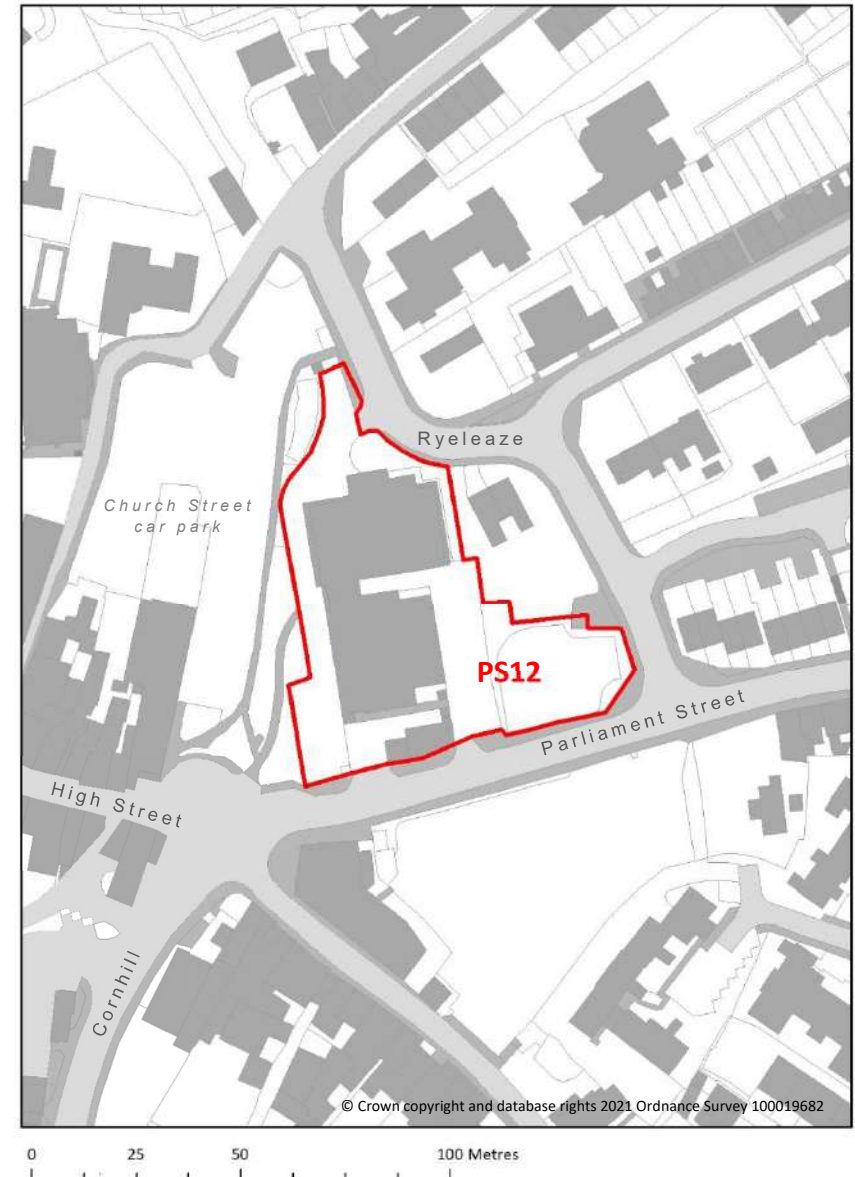 Ryeleaze
Church Street
car park
PS12
Parliament Street
High Street
Cornhill
© Crown copyright and database rights 2021 Ordnance Survey 100019682
0 25 50 100 Metres